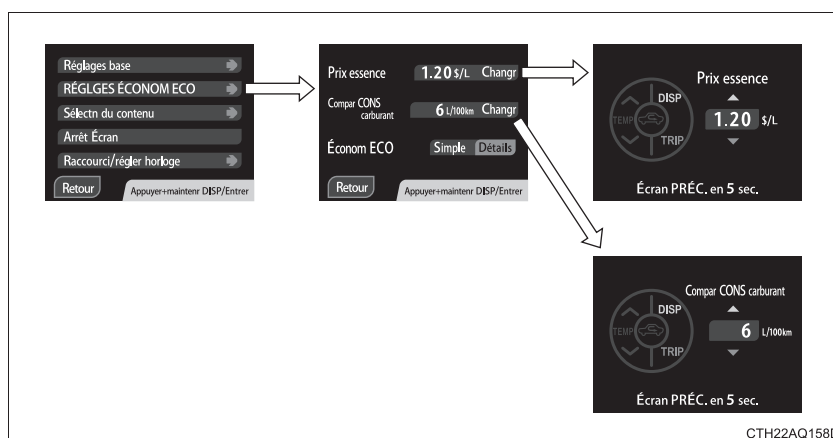 Réglages base
RÉGLGES ÉCONOM ECO
Sélectn du contenu
Arrêt Écran
Raccourci/régler horloge
Retour
Appuyer+maintenr DISP/Entrer
Prix essence 1.20 $/L Changr
Compar CONS
carburant
6 L/100km Changr
Économ ECO Simple Détails
Retour
Appuyer+maintenr DISP/Entrer
Prix essence
DISP
TEMP
1.20 $/L
TRIP
Écran PRÉC. en 5 sec.
Compar CONS carburant
DISP
TEMP
6 L/100km
TRIP
Écran PRÉC. en 5 sec.
CTH22AQ158D